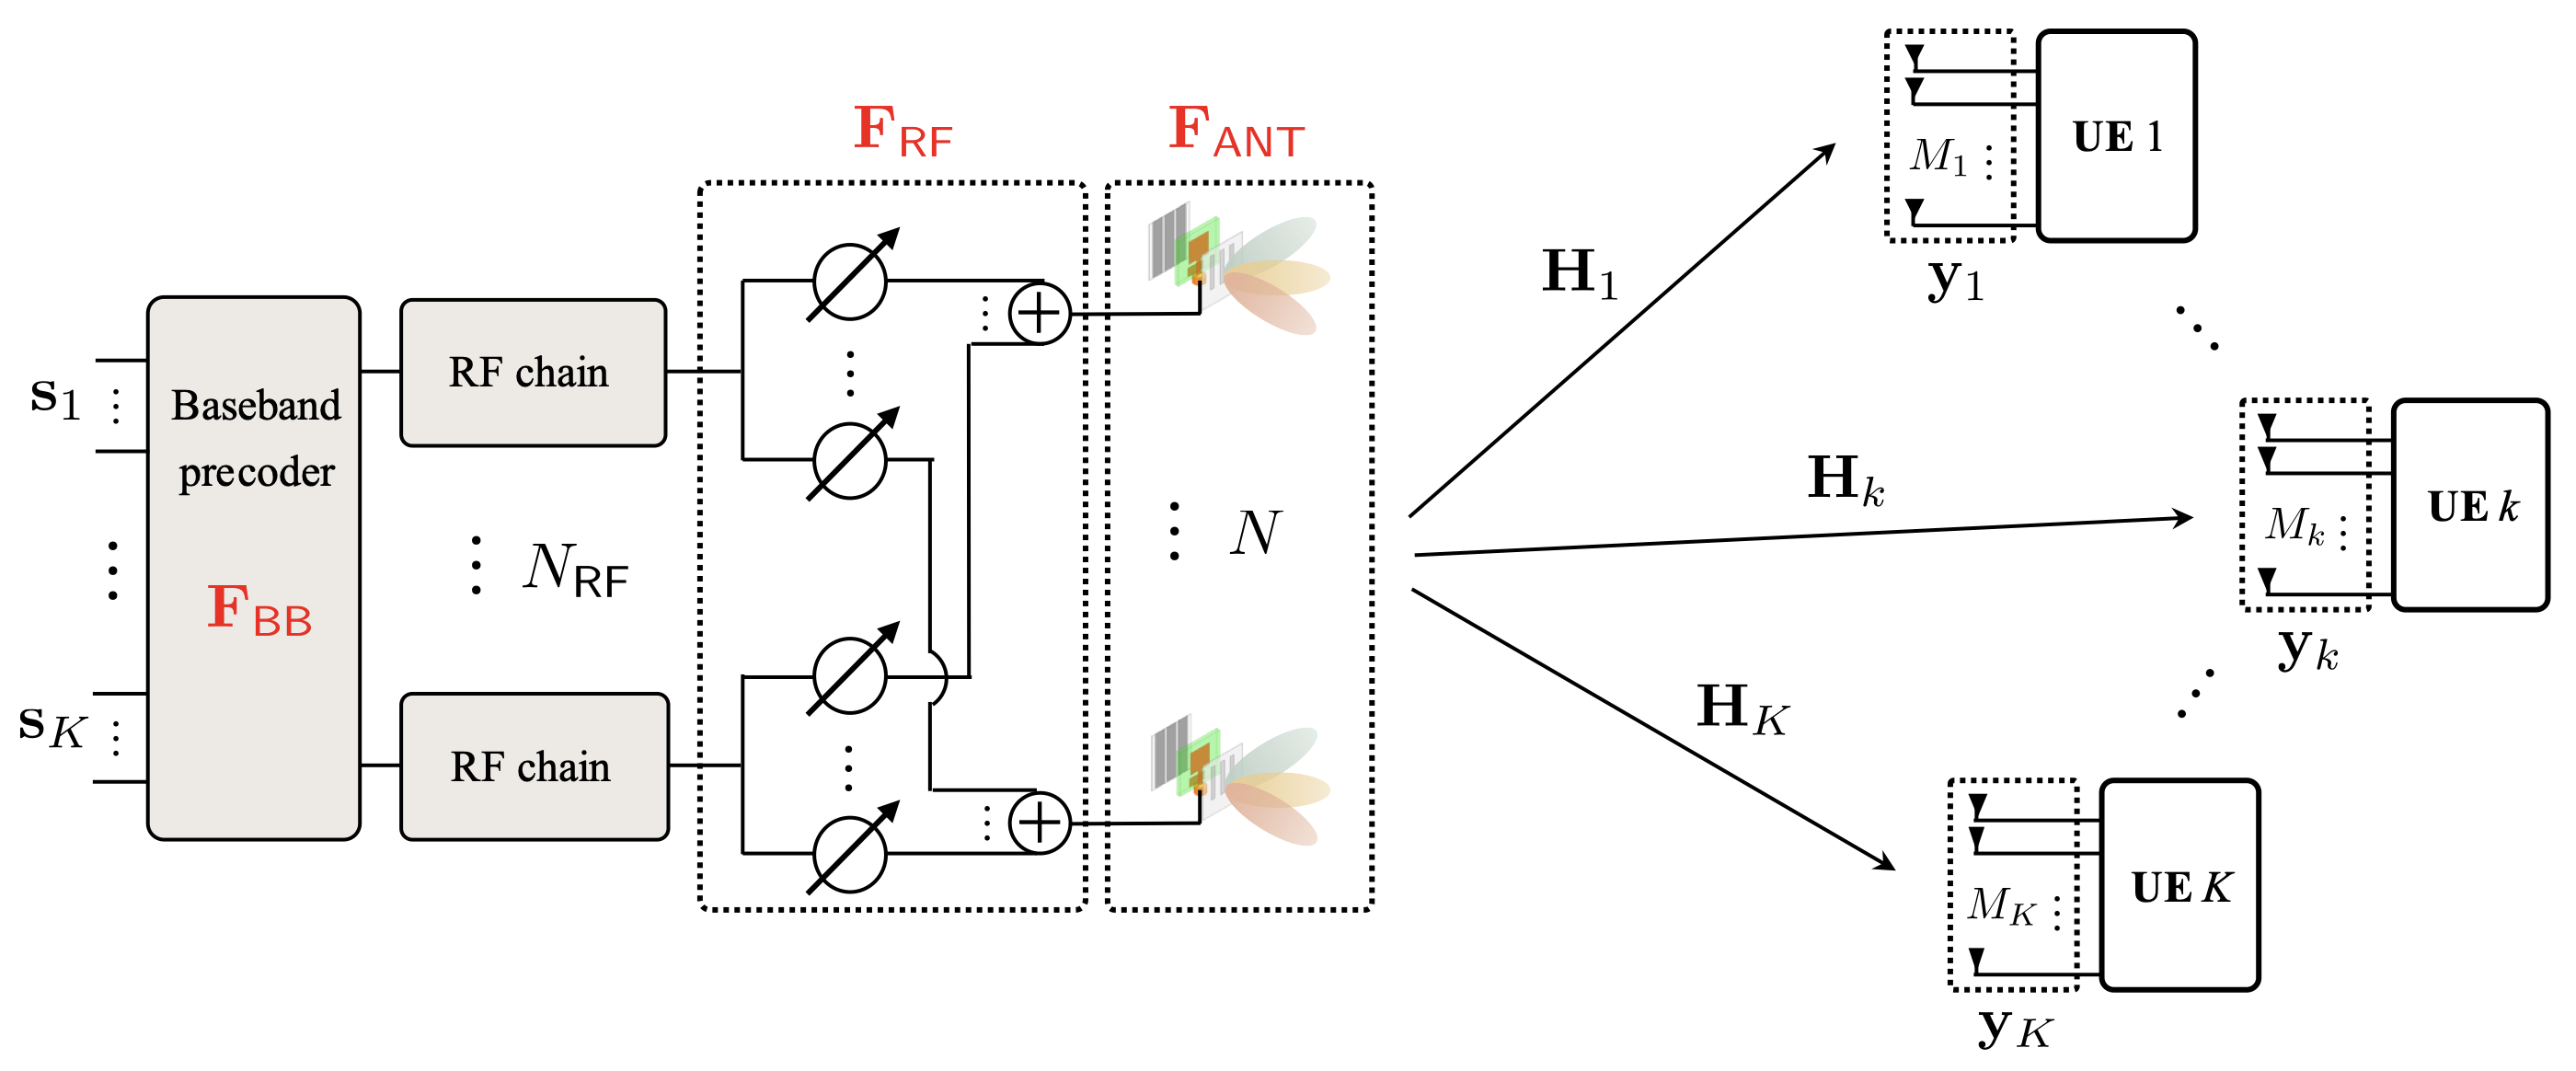 F_RF
F_ANT
s_1
Baseband
precoder
F_BB
s_K
RF chain
⋮ N_RF
RF chain
⋮ N
H_1
H_k
H_K
M_1 ⋮
UE 1
y_1
M_k ⋮
UE k
y_k
M_K ⋮
UE K
y_K